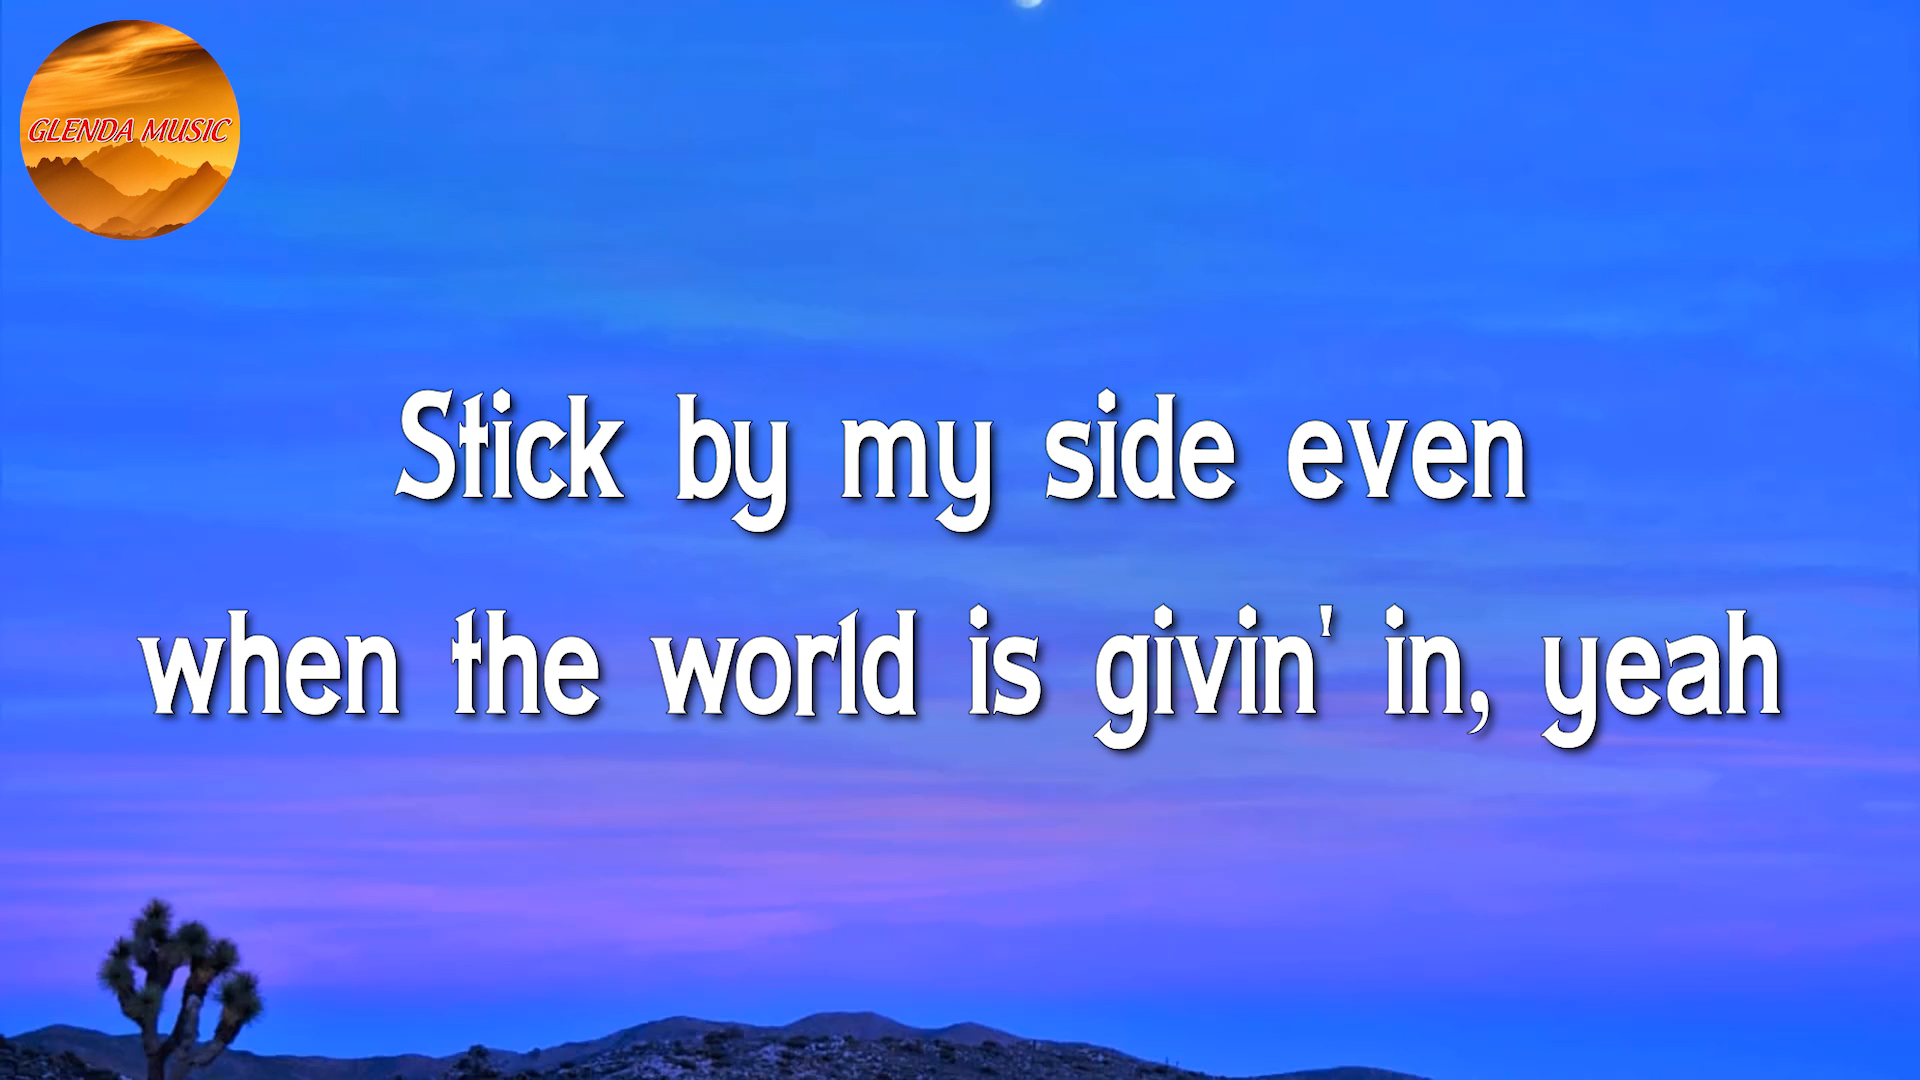 GLENDA MUSIC
Stick by my side even
when the world is givin' in, yeah